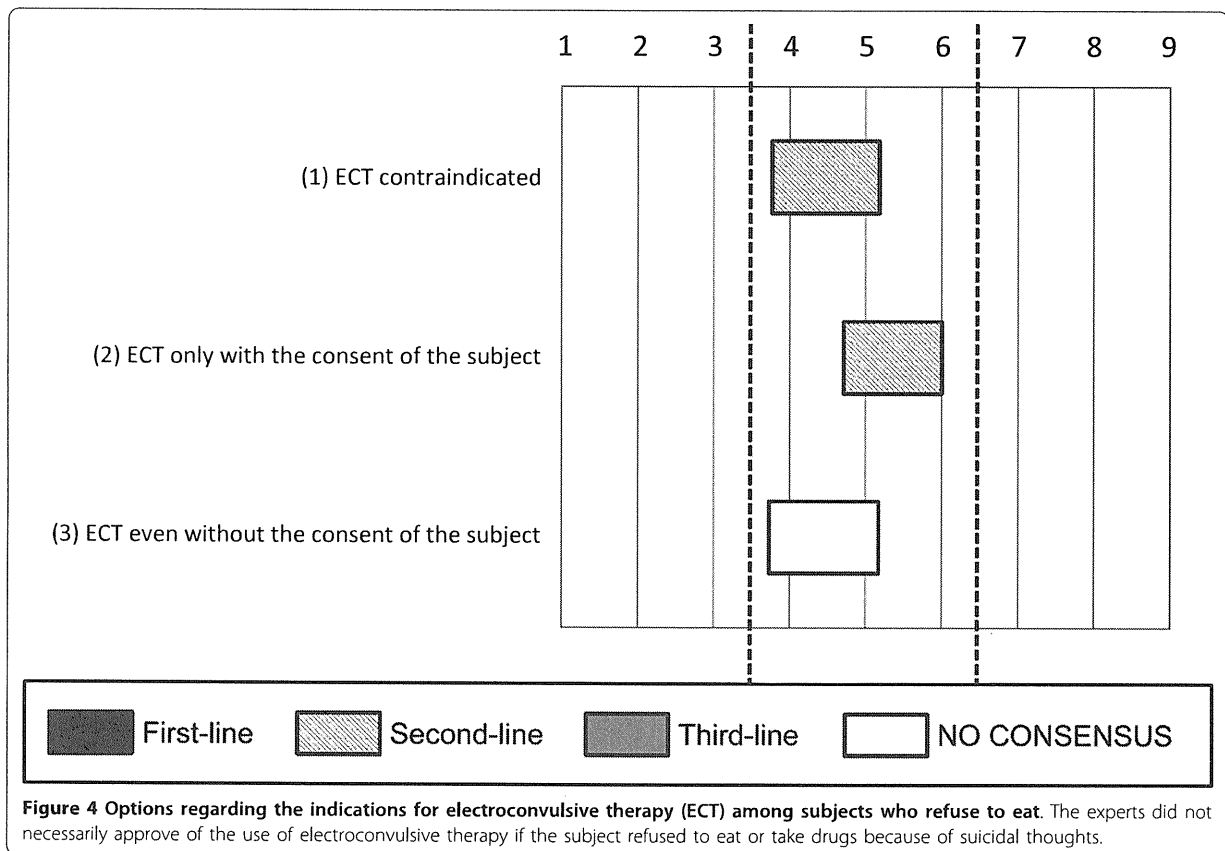 1 2 3 4 5 6 7 8 9
(1) ECT contraindicated
(2) ECT only with the consent of the subject
(3) ECT even without the consent of the subject
First-line Second-line Third-line NO CONSENSUS
Figure 4 Options regarding the indications for electroconvulsive therapy (ECT) among subjects who refuse to eat. The experts did not
necessarily approve of the use of electroconvulsive therapy if the subject refused to eat or take drugs because of suicidal thoughts.